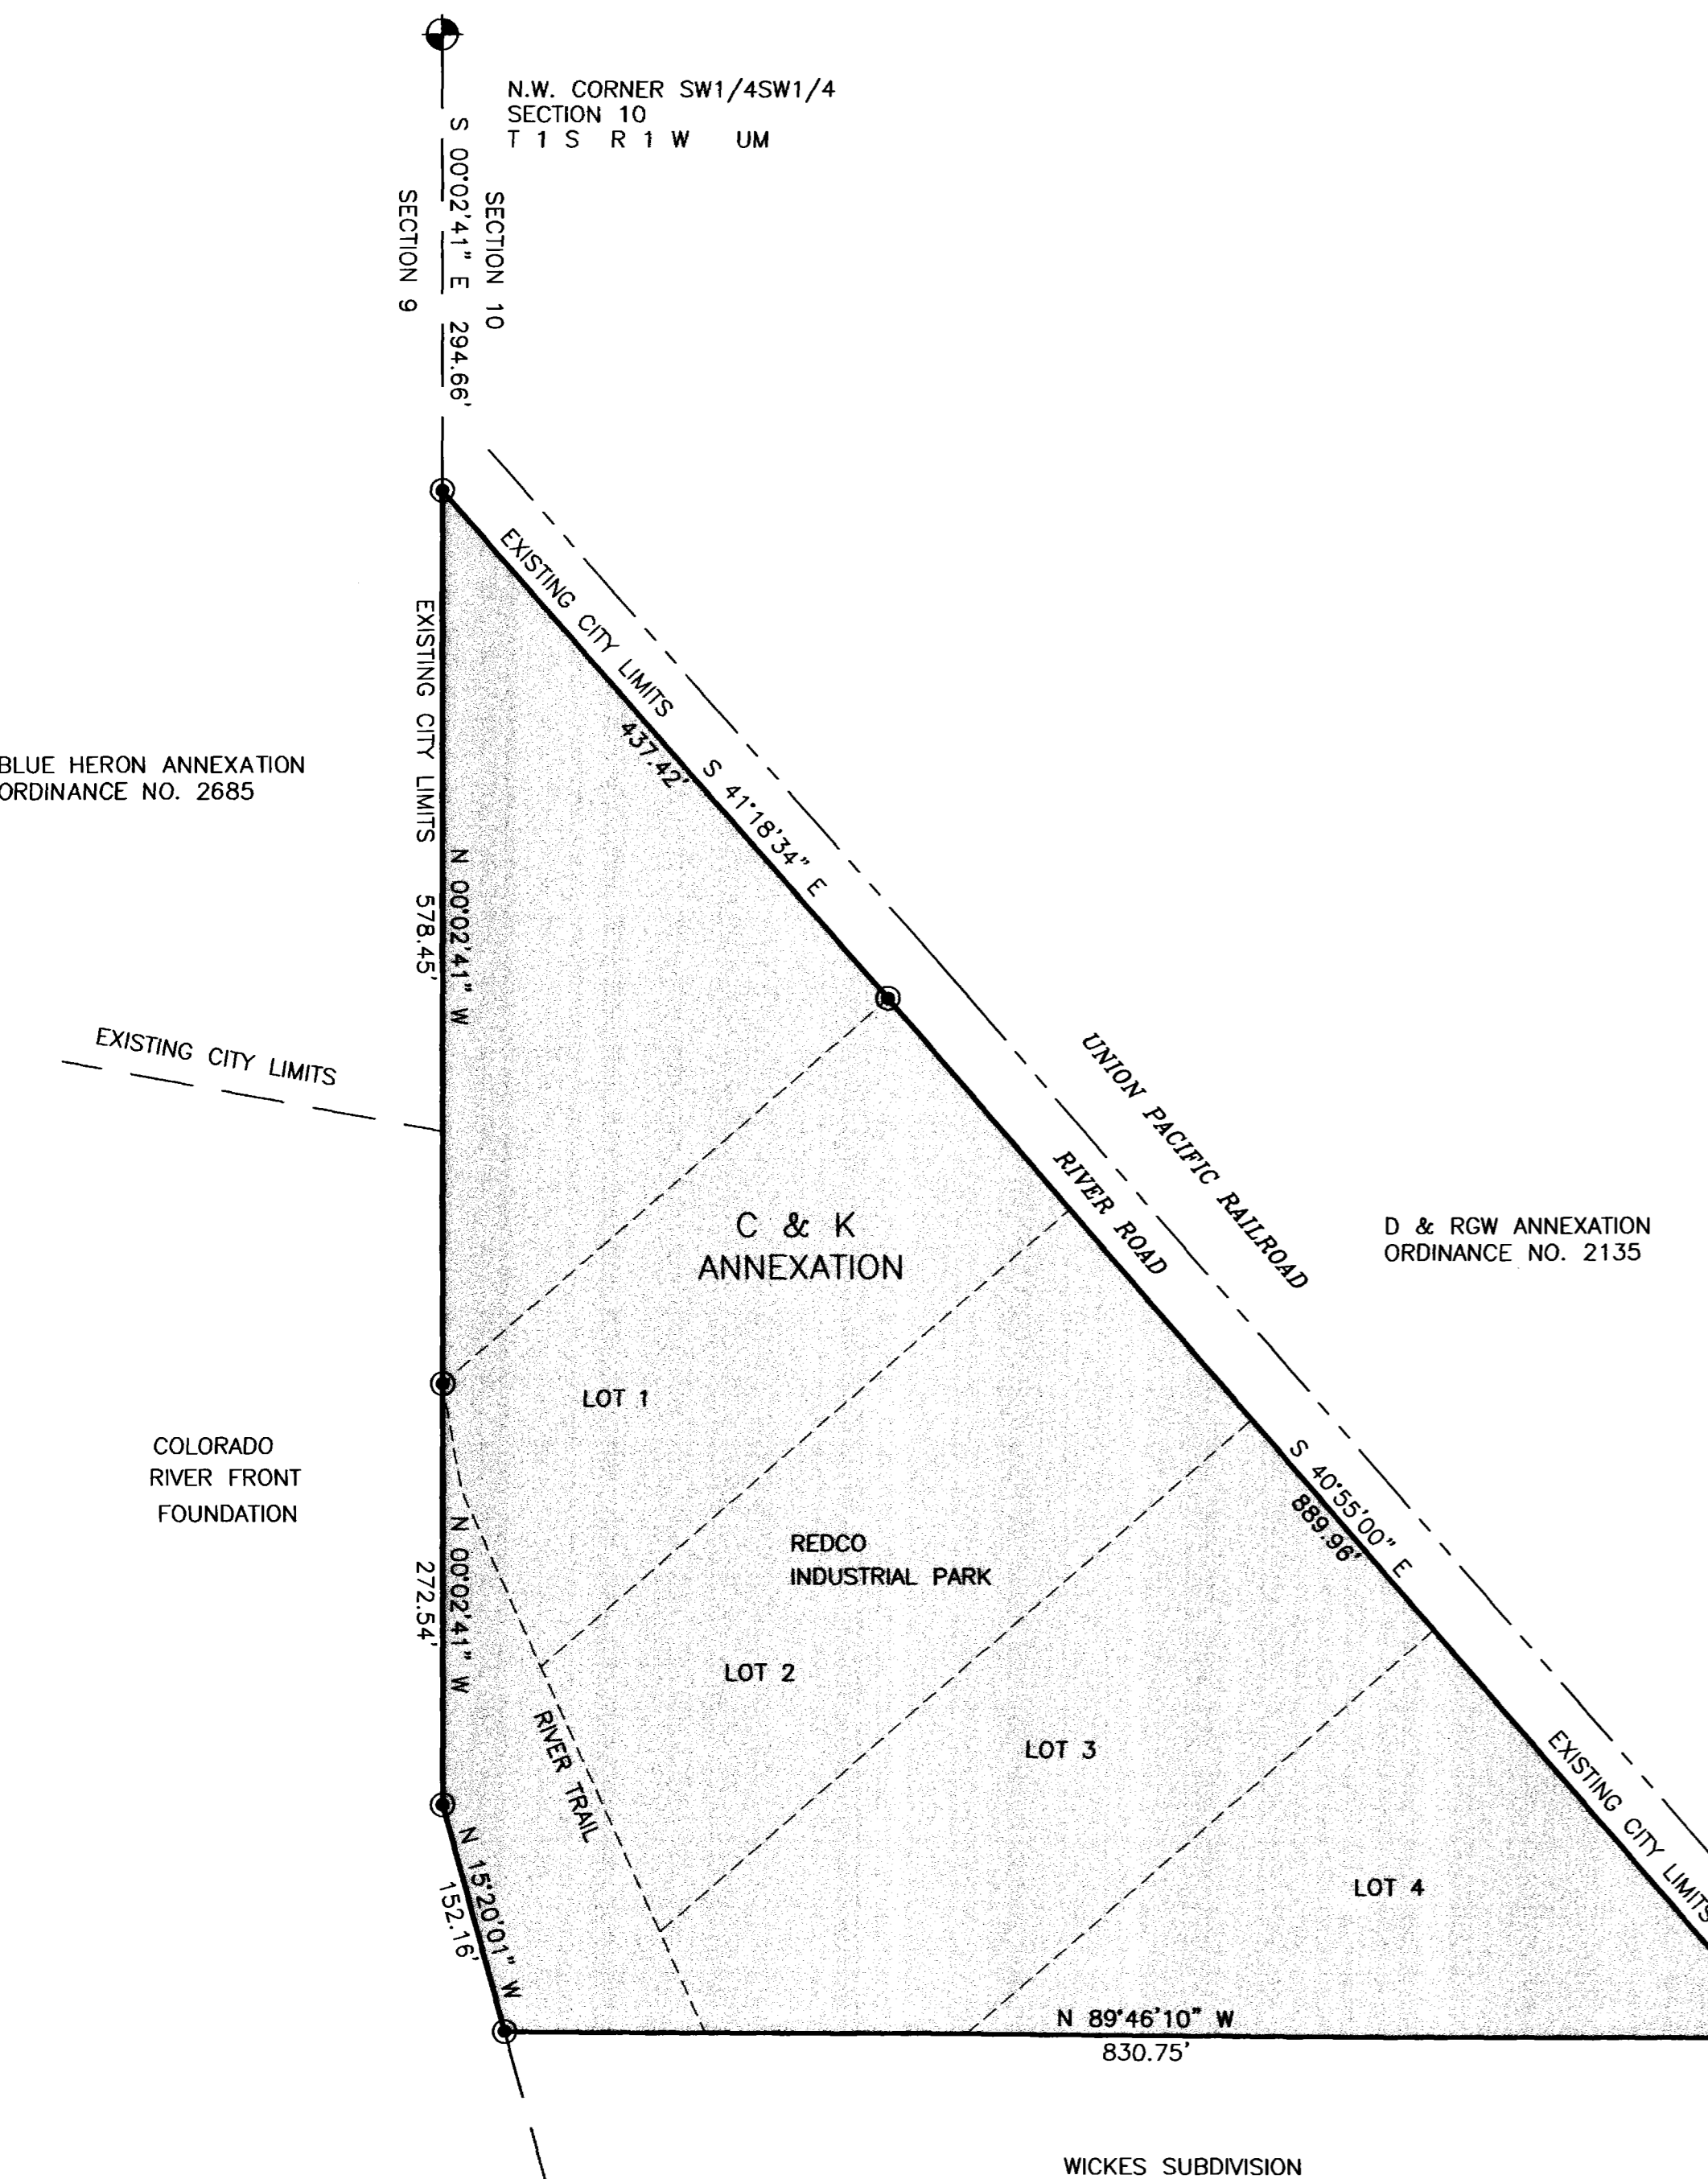 N.W. CORNER SW1/4SW1/4
SECTION 10
T 1 S R 1 W UM
S 00°02'41" E 294.66'
SECTION 10
SECTION 9
EXISTING CITY LIMITS
437.42'
S 41°18'34" E
EXISTING CITY LIMITS
578.45'
N 00°02'41" W
BLUE HERON ANNEXATION
ORDINANCE NO. 2685
EXISTING CITY LIMITS
UNION PACIFIC RAILROAD
RIVER ROAD
C & K
ANNEXATION
D & RGW ANNEXATION
ORDINANCE NO. 2135
LOT 1
COLORADO
RIVER FRONT
FOUNDATION
N 00°02'41" W
272.54'
REDCO
INDUSTRIAL PARK
S 40°55'00" E
889.96'
LOT 2
RIVER TRAIL
LOT 3
EXISTING CITY LIMITS
LOT 4
N 15°20'01" W
152.16'
N 89°46'10" W
830.75'
WICKES SUBDIVISION